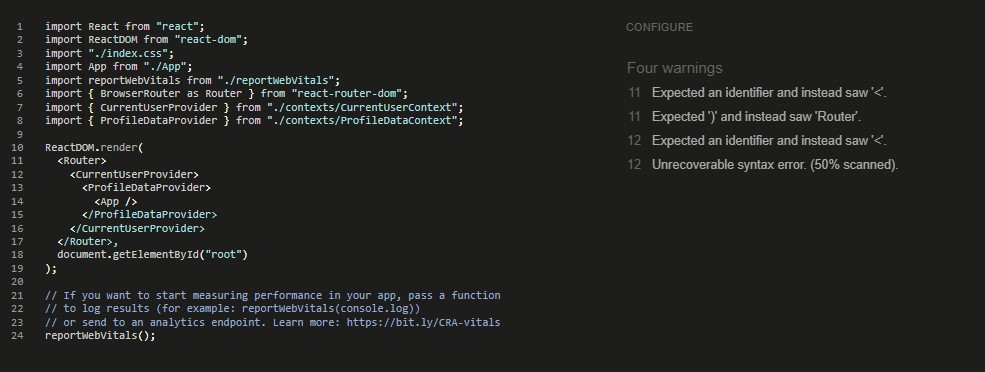 1 import React from "react";
2 import ReactDOM from "react-dom";
3 import "./index.css";
4 import App from "./App";
5 import reportWebVitals from "./reportWebVitals";
6 import { BrowserRouter as Router } from "react-router-dom";
7 import { CurrentUserProvider } from "./contexts/CurrentUserContext";
8 import { ProfileDataProvider } from "./contexts/ProfileDataContext";
9
10 ReactDOM.render(
11   <Router>
12     <CurrentUserProvider>
13       <ProfileDataProvider>
14         <App />
15       </ProfileDataProvider>
16     </CurrentUserProvider>
17   </Router>,
18   document.getElementById("root")
19 );
20
21 // If you want to start measuring performance in your app, pass a function
22 // to log results (for example: reportWebVitals(console.log))
23 // or send to an analytics endpoint. Learn more: https://bit.ly/CRA-vitals
24 reportWebVitals();
CONFIGURE
Four warnings
11 Expected an identifier and instead saw '<'.
11 Expected ')' and instead saw 'Router'.
12 Expected an identifier and instead saw '<'.
12 Unrecoverable syntax error. (50% scanned).